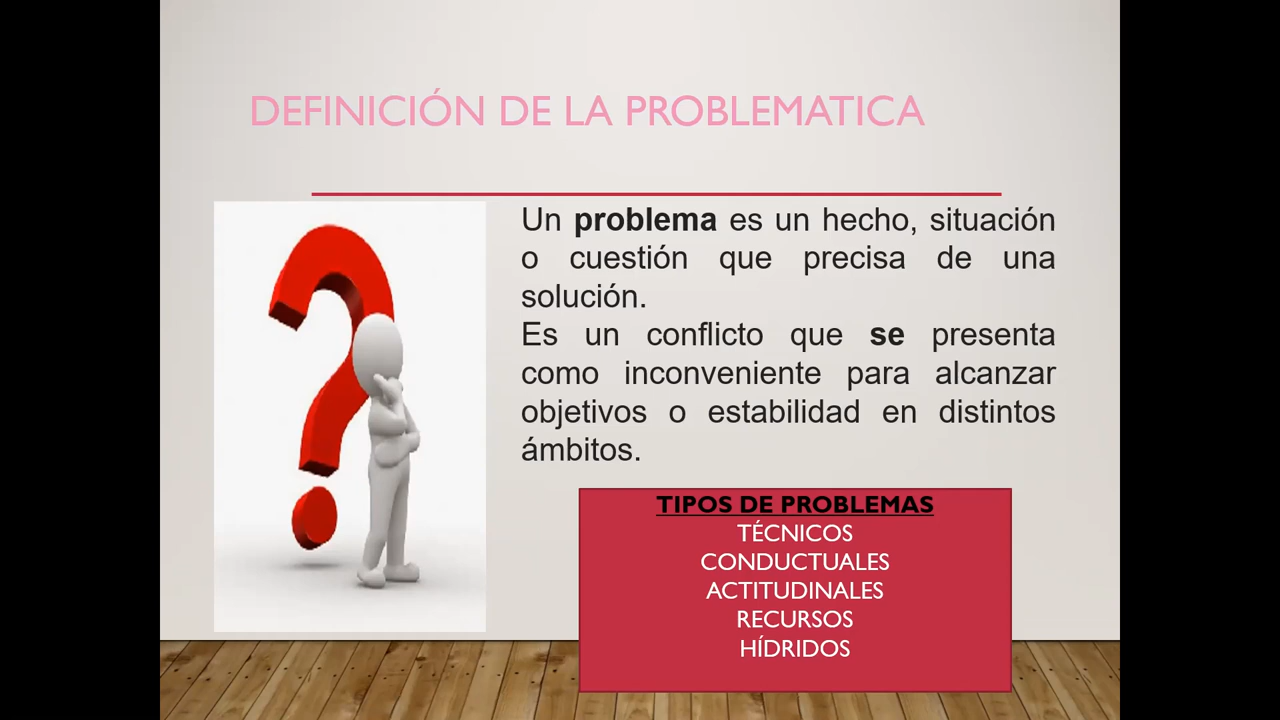 DEFINICIÓN DE LA PROBLEMATICA
Un problema es un hecho, situación
o cuestión que precisa de una
solución.
Es un conflicto que se presenta
como inconveniente para alcanzar
objetivos o estabilidad en distintos
ámbitos.
TIPOS DE PROBLEMAS
TÉCNICOS
CONDUCTUALES
ACTITUDINALES
RECURSOS
HÍDRIDOS